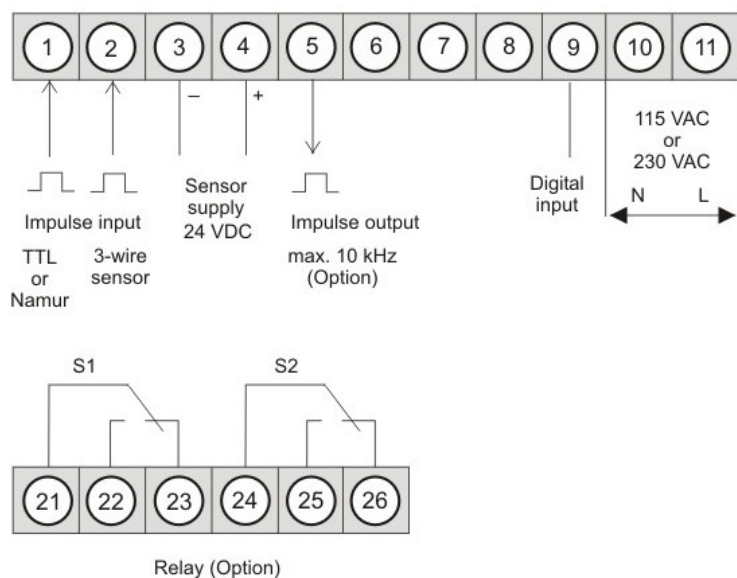 1 2 3 4 5 6 7 8 9 10 11
– +
115 VAC
or
230 VAC
N L
Sensor
supply
24 VDC
Digital
input
Impulse input
Impulse output
TTL
or
Namur
3-wire
sensor
max. 10 kHz
(Option)
S1 S2
21 22 23 24 25 26
Relay (Option)